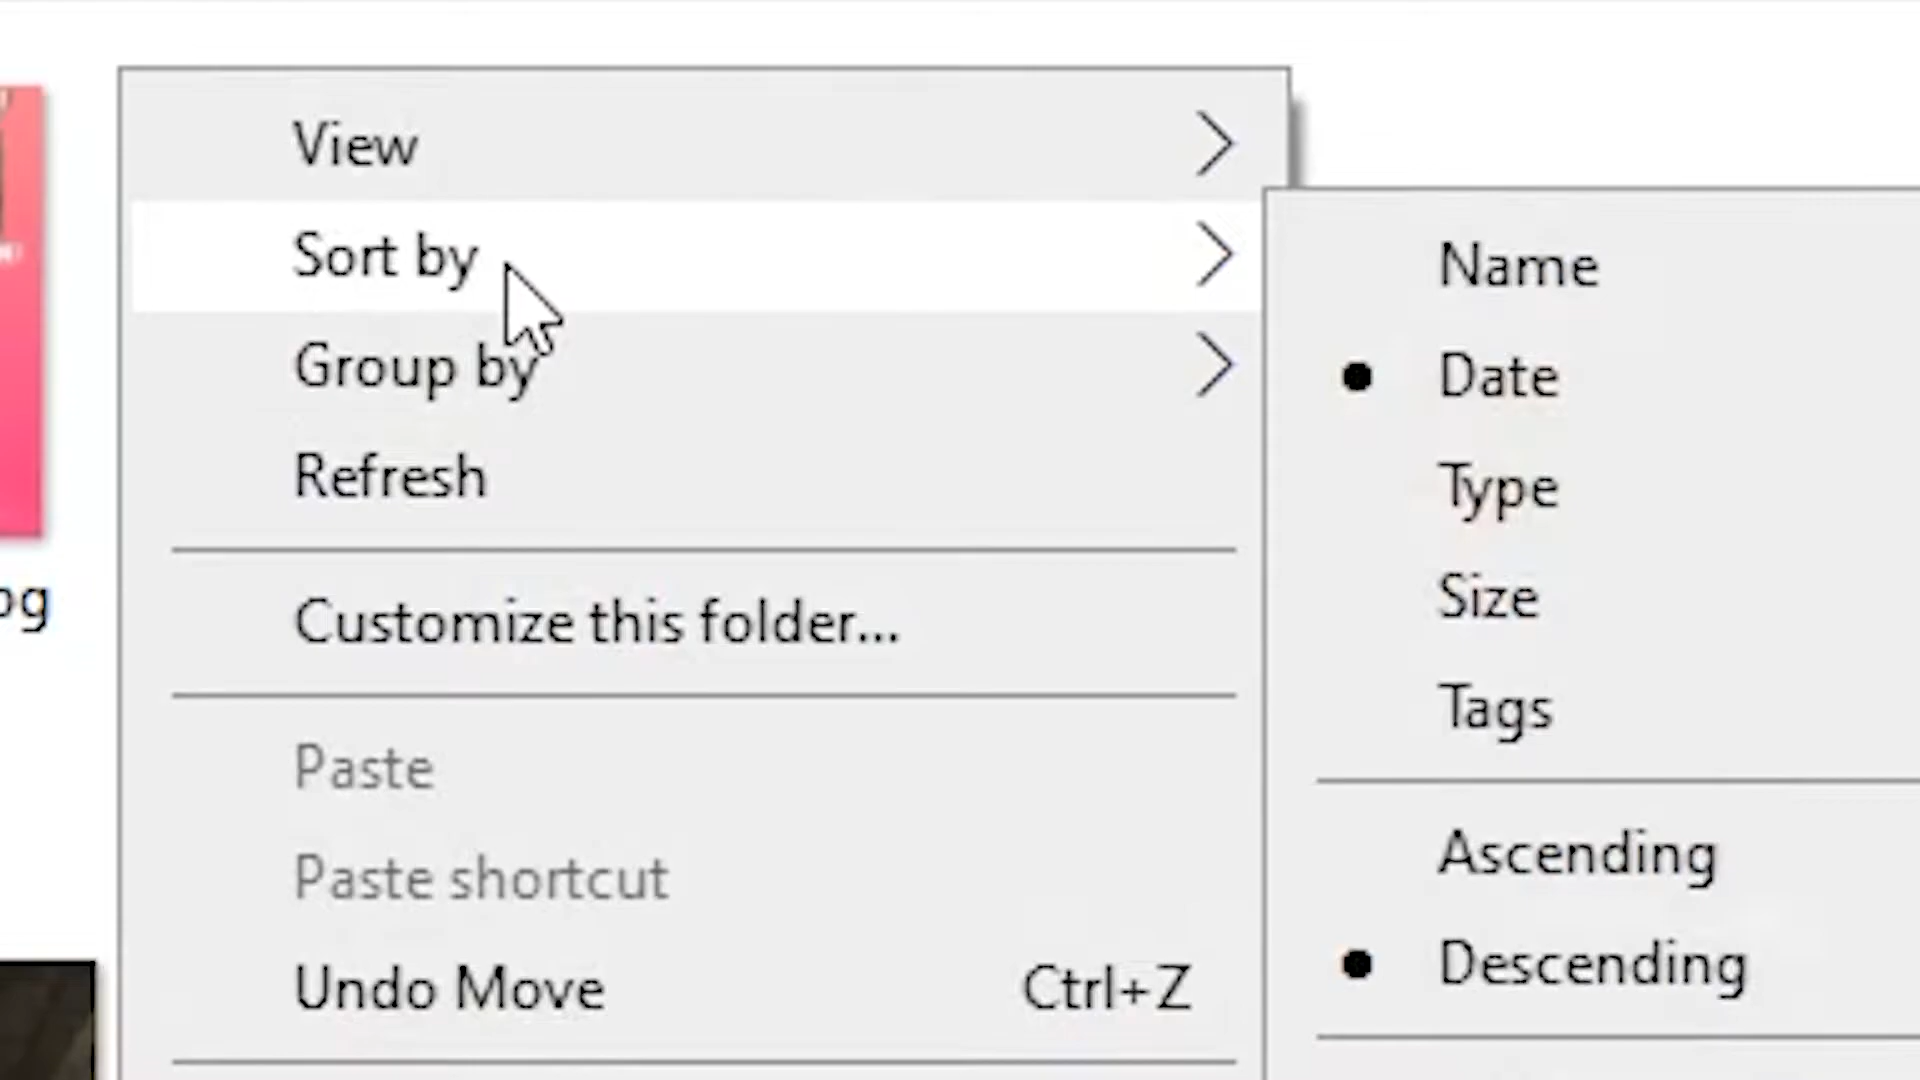 View
Sort by
Group by
Refresh
Customize this folder...
Paste
Paste shortcut
Undo Move Ctrl+Z
Name
Date
Type
Size
Tags
Ascending
Descending